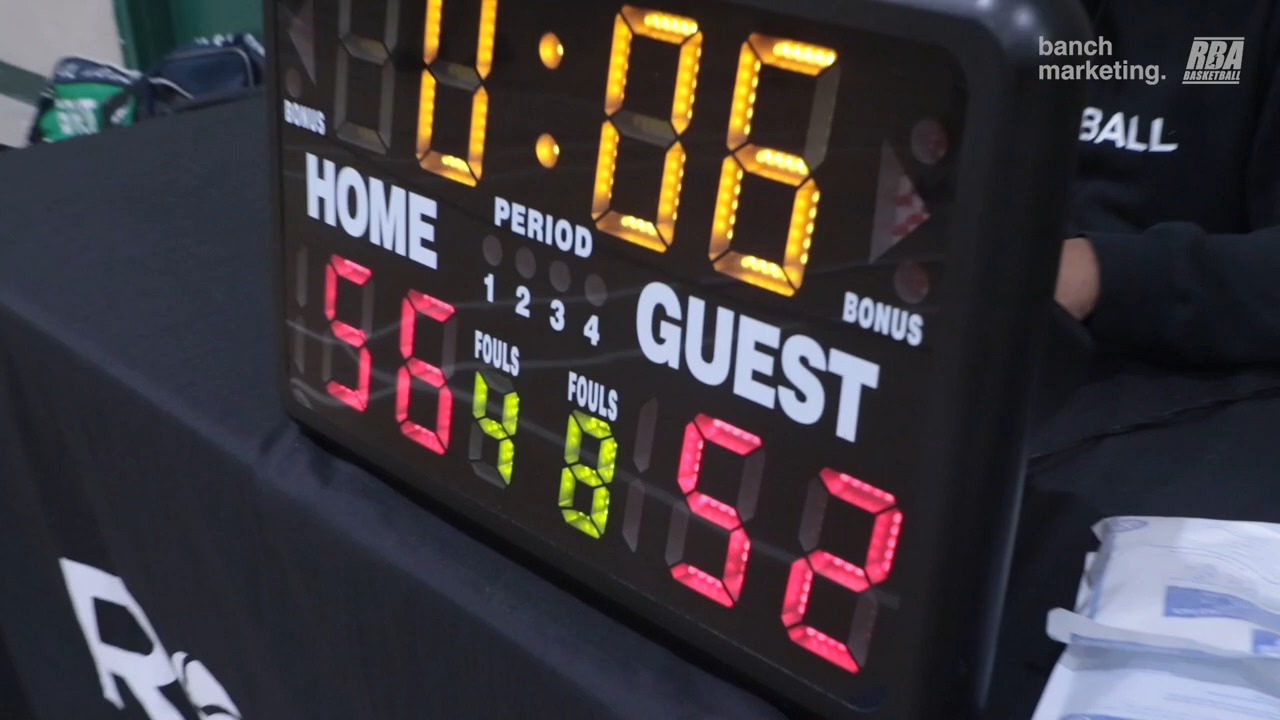 banch
marketing.
RBA
BASKETBALL
BALL
0:06
BONUS
HOME
PERIOD
1 2 3 4
GUEST
BONUS
56
FOULS
4
FOULS
8
52
R